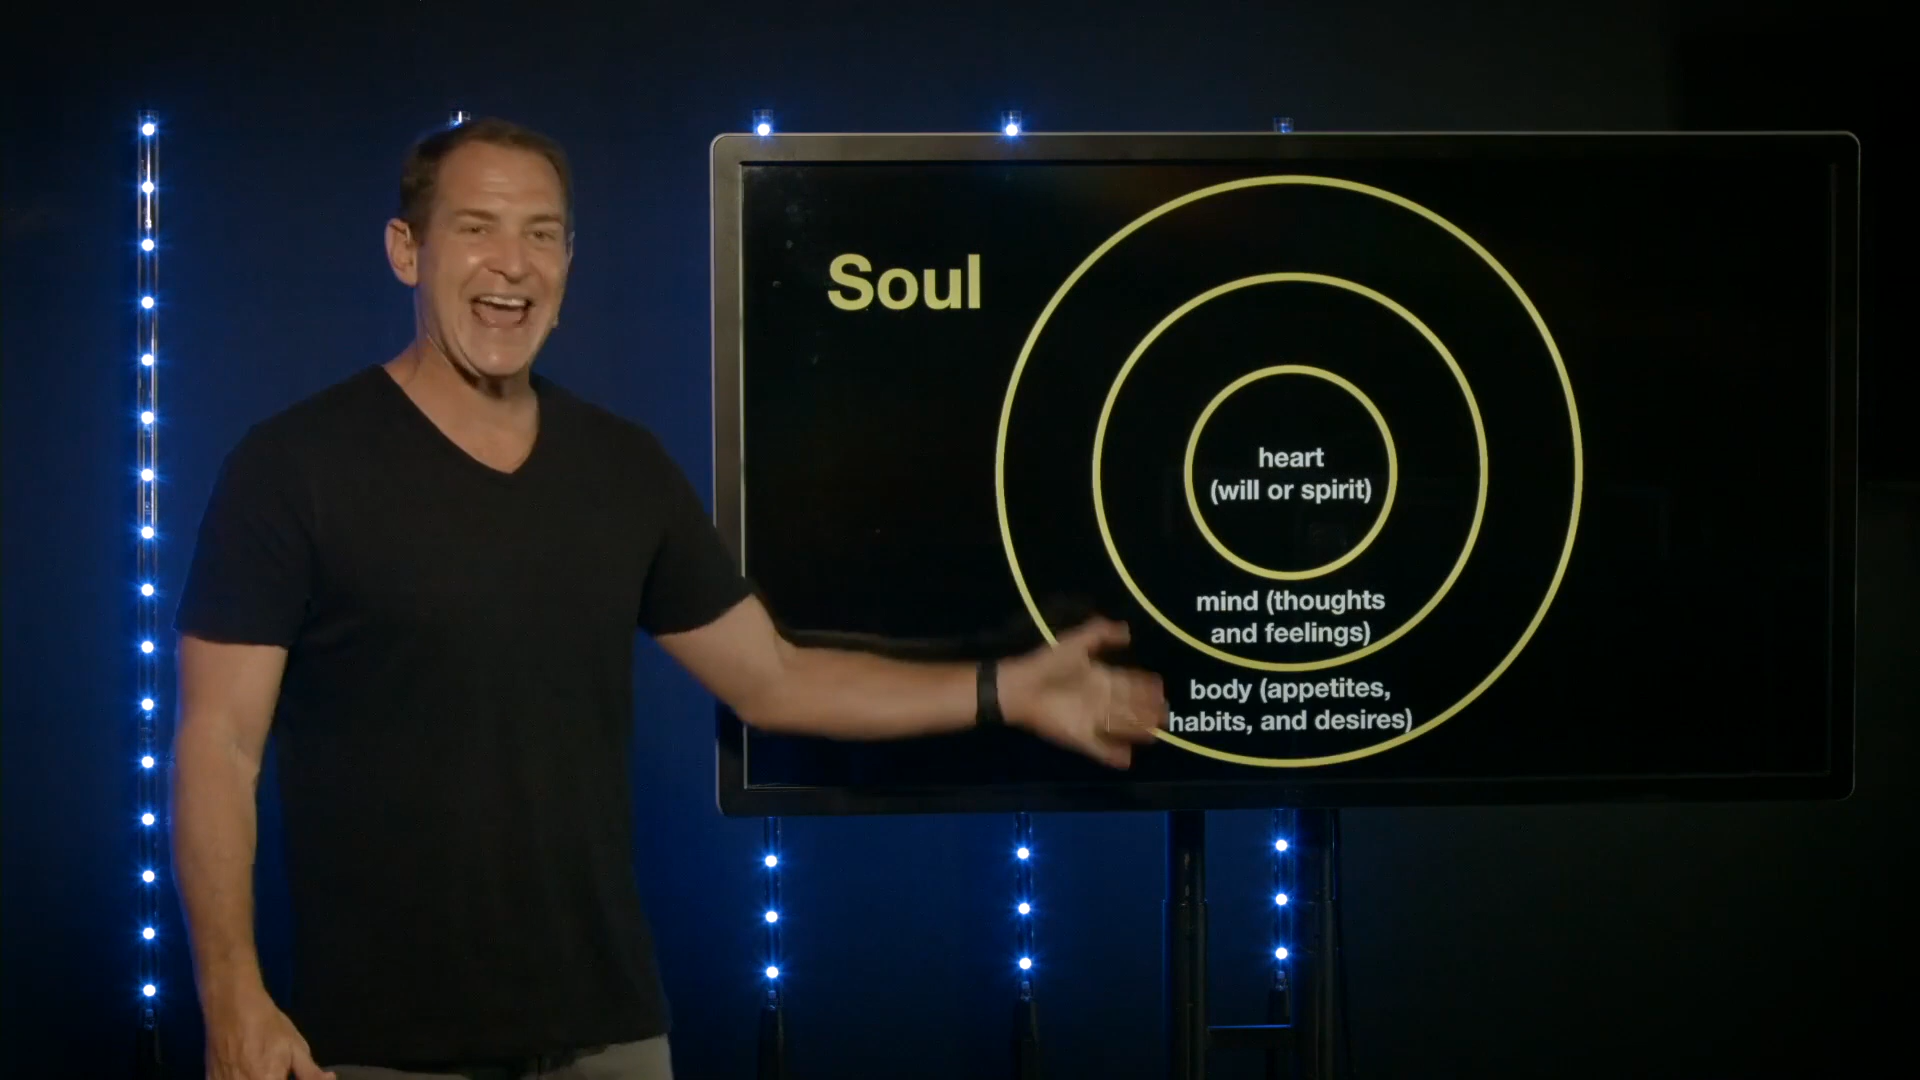 Soul
heart
(will or spirit)
mind (thoughts
and feelings)
body (appetites,
habits, and desires)